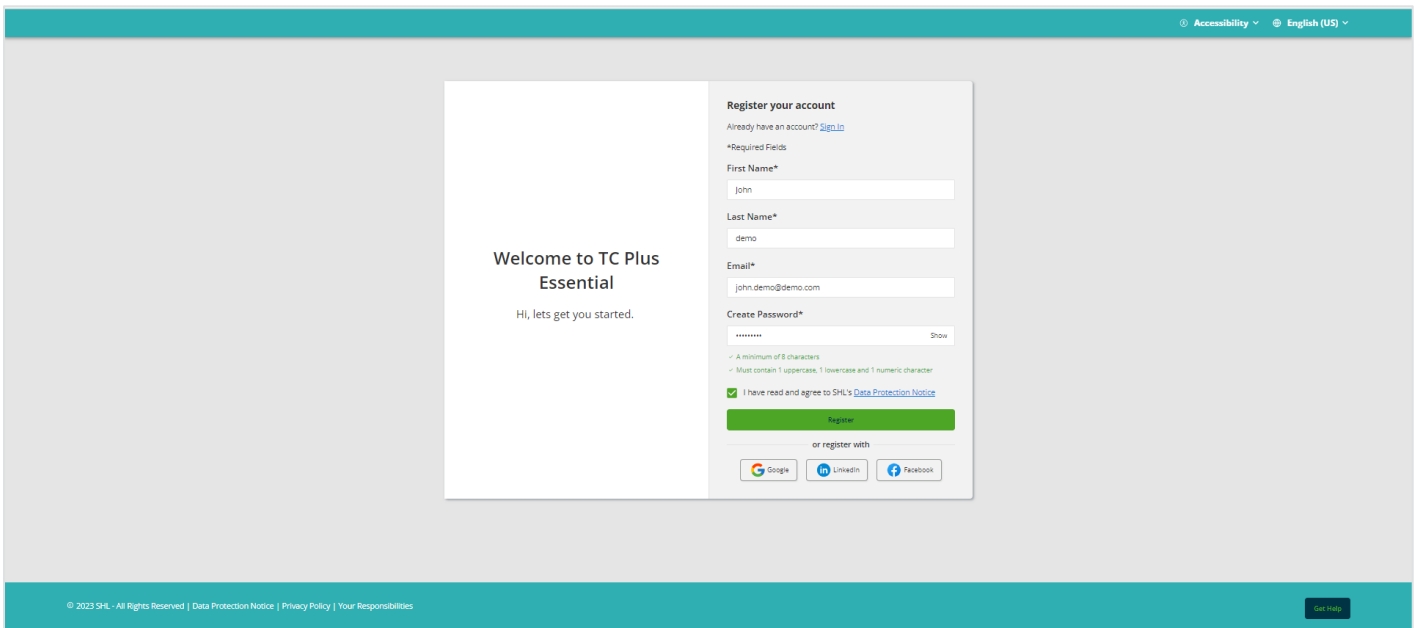 Accessibility
English (US)
Welcome to TC Plus
Essential
Hi, lets get you started.
Register your account
Already have an account? Sign In
*Required Fields
First Name*
John
Last Name*
demo
Email*
john.demo@demo.com
Create Password*
•••••••••
Show
✓ A minimum of 8 characters
✓ Must contain 1 uppercase, 1 lowercase and 1 numeric character
I have read and agree to SHL's Data Protection Notice
Register
or register with
Google
LinkedIn
Facebook
© 2023 SHL - All Rights Reserved | Data Protection Notice | Privacy Policy | Your Responsibilities
Get Help